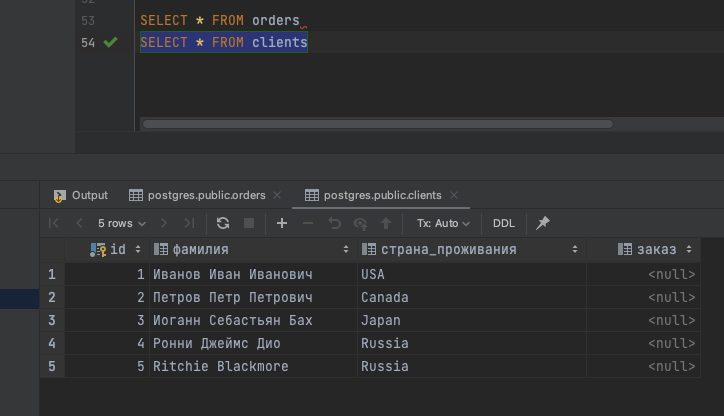 53 SELECT * FROM orders
54 SELECT * FROM clients
Output postgres.public.orders postgres.public.clients
5 rows Tx: Auto DDL
id фамилия страна_проживания заказ
1 1 Иванов Иван Иванович USA <null>
2 2 Петров Петр Петрович Canada <null>
3 3 Иоганн Себастьян Бах Japan <null>
4 4 Ронни Джеймс Дио Russia <null>
5 5 Ritchie Blackmore Russia <null>